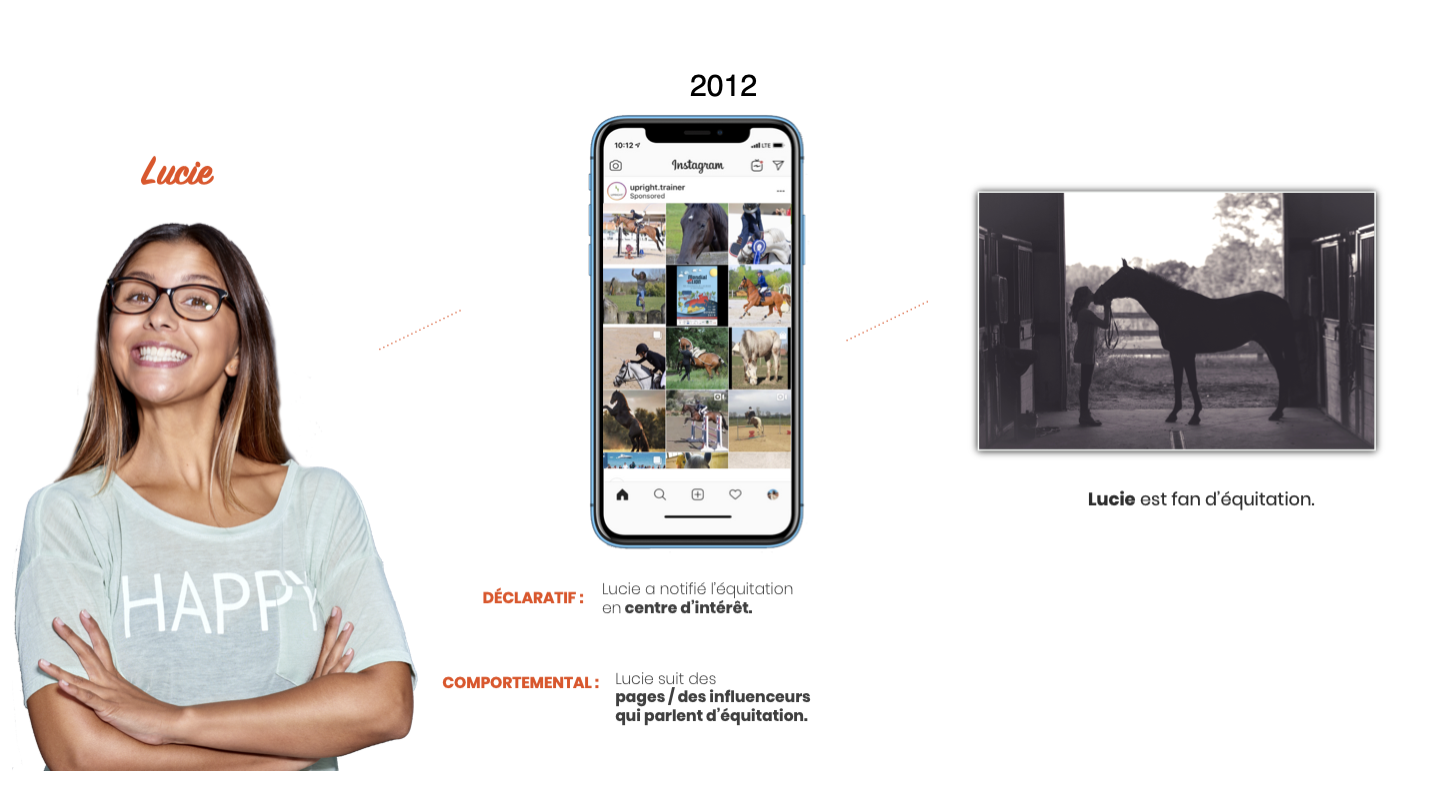 2012
Lucie
10:12
LTE
Instagram
upright.trainer
Sponsored
HAPPY
Lucie est fan d'équitation.
DÉCLARATIF :
Lucie a notifié l'équitation
en centre d'intérêt.
COMPORTEMENTAL :
Lucie suit des
pages / des influenceurs
qui parlent d'équitation.